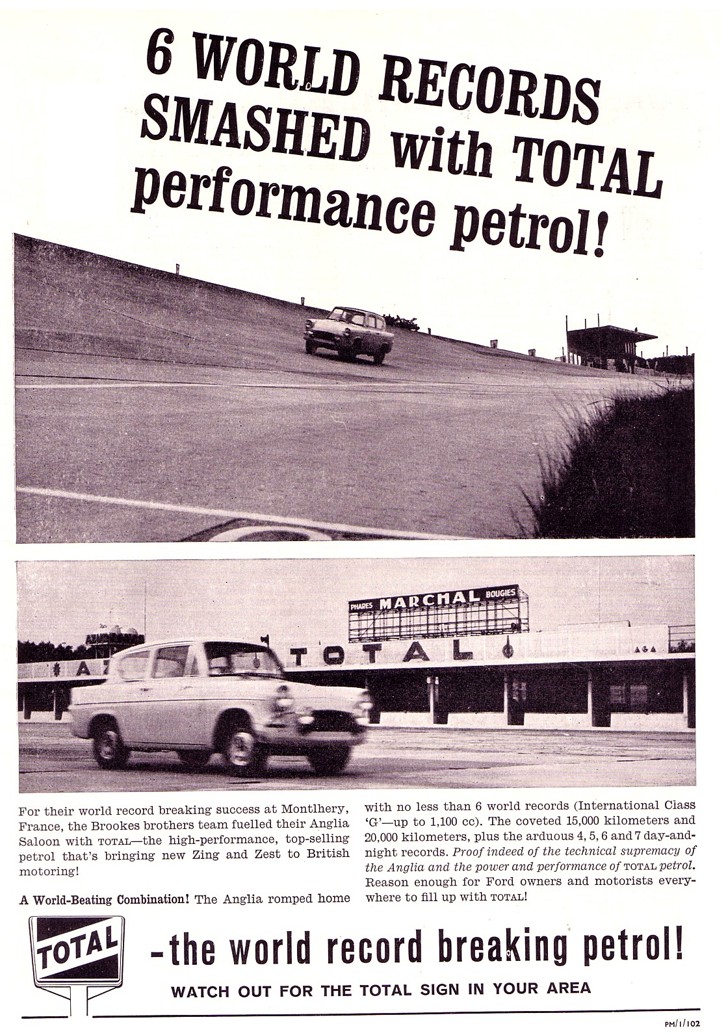 6 WORLD RECORDS
SMASHED with TOTAL
performance petrol!
PHARES MARCHAL BOUGIES
A
TOTAL
For their world record breaking success at Montlhery,
France, the Brookes brothers team fuelled their Anglia
Saloon with TOTAL—the high-performance, top-selling
petrol that's bringing new Zing and Zest to British
motoring!
A World-Beating Combination! The Anglia romped home
with no less than 6 world records (International Class
‘G’—up to 1,100 cc). The coveted 15,000 kilometers and
20,000 kilometers, plus the arduous 4, 5, 6 and 7 day-and-
night records. Proof indeed of the technical supremacy of
the Anglia and the power and performance of TOTAL petrol.
Reason enough for Ford owners and motorists every-
where to fill up with TOTAL!
TOTAL
-the world record breaking petrol!
WATCH OUT FOR THE TOTAL SIGN IN YOUR AREA
PM/1/102